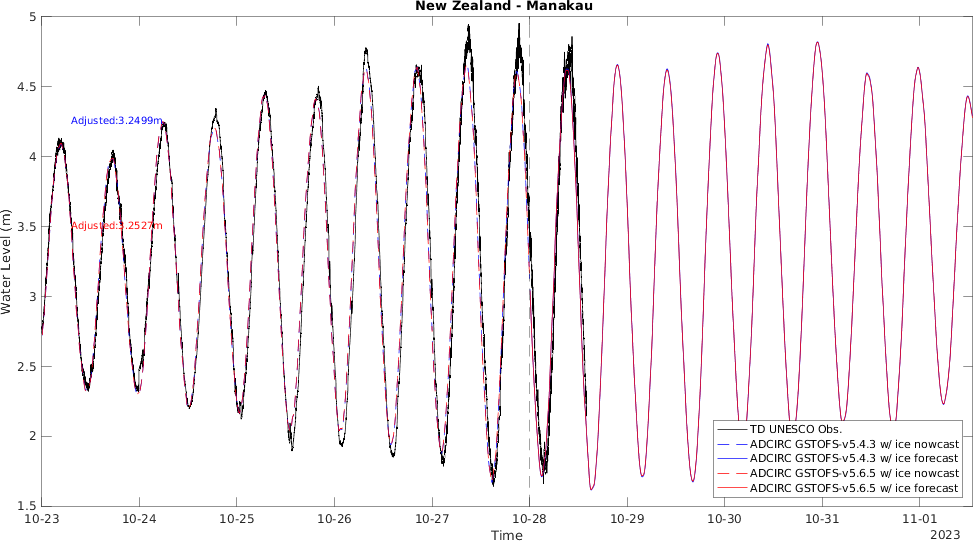 New Zealand - Manakau
Water Level (m)
5
4.5
4
3.5
3
2.5
2
1.5
Adjusted:3.2499m
Adjusted:3.2527m
TD UNESCO Obs.
ADCIRC GSTOFS-v5.4.3 w/ ice nowcast
ADCIRC GSTOFS-v5.4.3 w/ ice forecast
ADCIRC GSTOFS-v5.6.5 w/ ice nowcast
ADCIRC GSTOFS-v5.6.5 w/ ice forecast
10-23 10-24 10-25 10-26 10-27 10-28 10-29 10-30 10-31 11-01
Time
2023